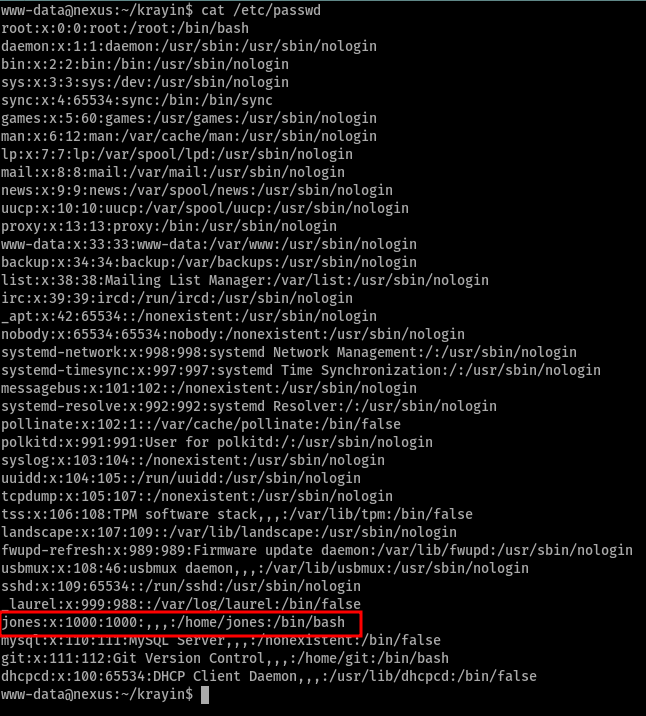 www-data@nexus:~/krayin$ cat /etc/passwd
root:x:0:0:root:/root:/bin/bash
daemon:x:1:1:daemon:/usr/sbin:/usr/sbin/nologin
bin:x:2:2:bin:/bin:/usr/sbin/nologin
sys:x:3:3:sys:/dev:/usr/sbin/nologin
sync:x:4:65534:sync:/bin:/bin/sync
games:x:5:60:games:/usr/games:/usr/sbin/nologin
man:x:6:12:man:/var/cache/man:/usr/sbin/nologin
lp:x:7:7:lp:/var/spool/lpd:/usr/sbin/nologin
mail:x:8:8:mail:/var/mail:/usr/sbin/nologin
news:x:9:9:news:/var/spool/news:/usr/sbin/nologin
uucp:x:10:10:uucp:/var/spool/uucp:/usr/sbin/nologin
proxy:x:13:13:proxy:/bin:/usr/sbin/nologin
www-data:x:33:33:www-data:/var/www:/usr/sbin/nologin
backup:x:34:34:backup:/var/backups:/usr/sbin/nologin
list:x:38:38:Mailing List Manager:/var/list:/usr/sbin/nologin
irc:x:39:39:ircd:/run/ircd:/usr/sbin/nologin
_apt:x:42:65534::/nonexistent:/usr/sbin/nologin
nobody:x:65534:65534:nobody:/nonexistent:/usr/sbin/nologin
systemd-network:x:998:998:systemd Network Management:/:/usr/sbin/nologin
systemd-timesync:x:997:997:systemd Time Synchronization:/:/usr/sbin/nologin
messagebus:x:101:102::/nonexistent:/usr/sbin/nologin
systemd-resolve:x:992:992:systemd Resolver:/:/usr/sbin/nologin
pollinate:x:102:1::/var/cache/pollinate:/bin/false
polkitd:x:991:991:User for polkitd:/:/usr/sbin/nologin
syslog:x:103:104::/nonexistent:/usr/sbin/nologin
uuidd:x:104:105::/run/uuidd:/usr/sbin/nologin
tcpdump:x:105:107::/nonexistent:/usr/sbin/nologin
tss:x:106:108:TPM software stack,,,:/var/lib/tpm:/bin/false
landscape:x:107:109::/var/lib/landscape:/usr/sbin/nologin
fwupd-refresh:x:989:989:Firmware update daemon:/var/lib/fwupd:/usr/sbin/nologin
usbmux:x:108:46:usbmux daemon,,,:/var/lib/usbmux:/usr/sbin/nologin
sshd:x:109:65534::/run/sshd:/usr/sbin/nologin
_laurel:x:999:988::/var/log/laurel:/bin/false
jones:x:1000:1000:,,,:/home/jones:/bin/bash
mysql:x:110:111:MySQL Server,,,:/nonexistent:/bin/false
git:x:111:112:Git Version Control,,,:/home/git:/bin/bash
dhcpcd:x:100:65534:DHCP Client Daemon,,,:/usr/lib/dhcpcd:/bin/false
www-data@nexus:~/krayin$